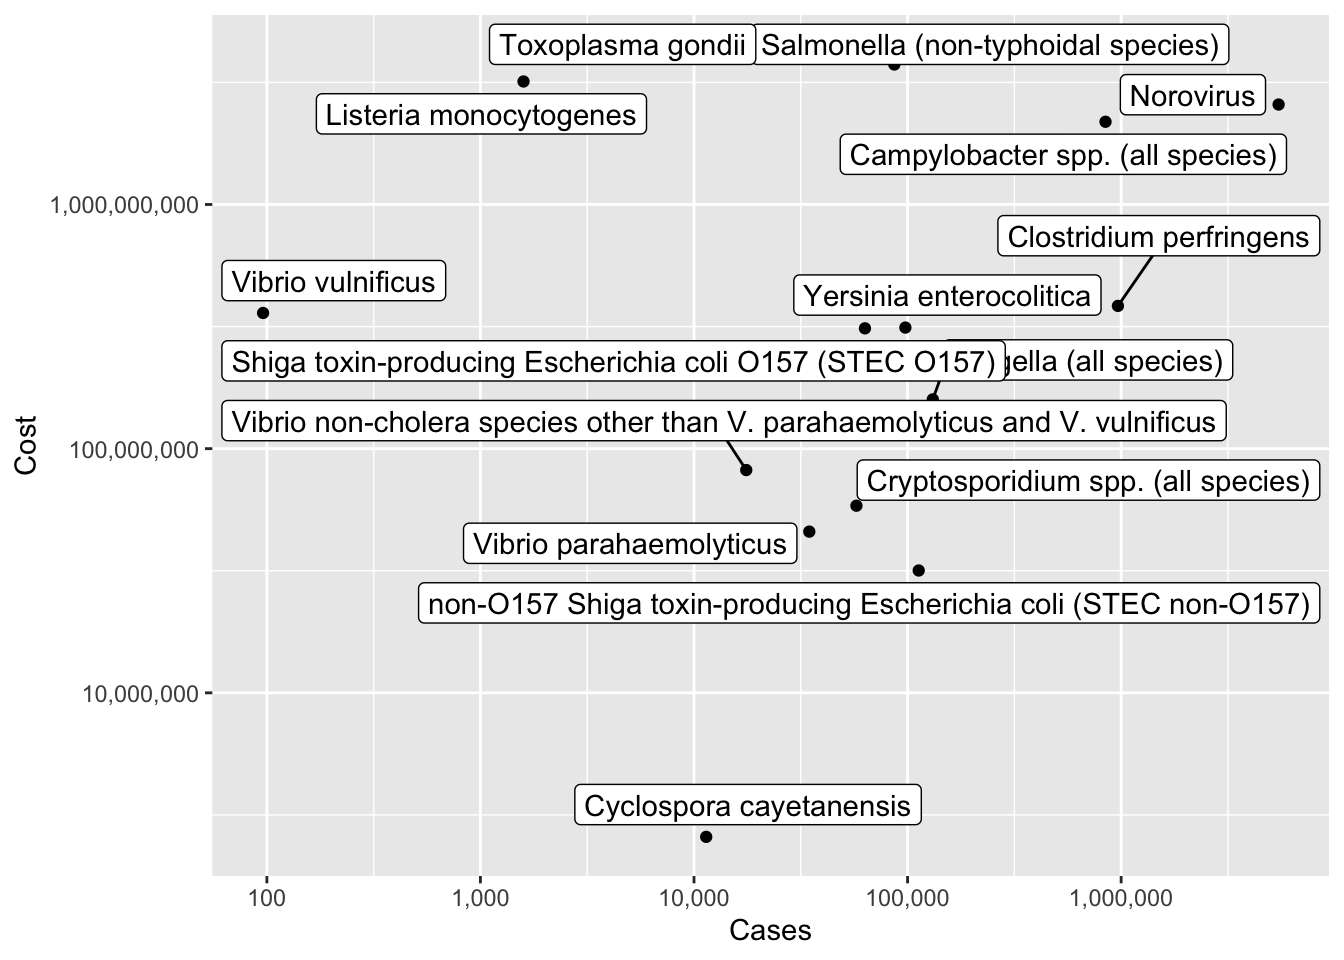 Toxoplasma gondii
Salmonella (non-typhoidal species)
Norovirus
Listeria monocytogenes
Campylobacter spp. (all species)
1,000,000,000
Clostridium perfringens
Vibrio vulnificus
Yersinia enterocolitica
Shiga toxin-producing Escherichia coli O157 (STEC O157)
(all species)
Vibrio non-cholera species other than V. parahaemolyticus and V. vulnificus
100,000,000
Cryptosporidium spp. (all species)
Vibrio parahaemolyticus
non-O157 Shiga toxin-producing Escherichia coli (STEC non-O157)
10,000,000
Cyclospora cayetanensis
Cost
100
1,000
10,000
100,000
1,000,000
Cases